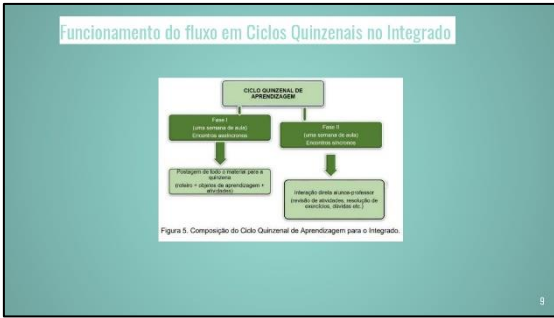 Funcionamento do fluxo em Ciclos Quinzenais no Integrado
CICLO QUINZENAL DE
APRENDIZAGEM
Fase I
(uma semana de aula)
Encontros assíncronos
Fase II
(uma semana de aula)
Encontros síncronos
Postagem de todo o material para a
quinzena
(roteiro + objetos de aprendizagem +
atividades)
Interação direta alunos-professor
(revisão de atividades, resolução de
exercícios, dúvidas etc.)
Figura 5. Composição do Ciclo Quinzenal de Aprendizagem para o Integrado.
9